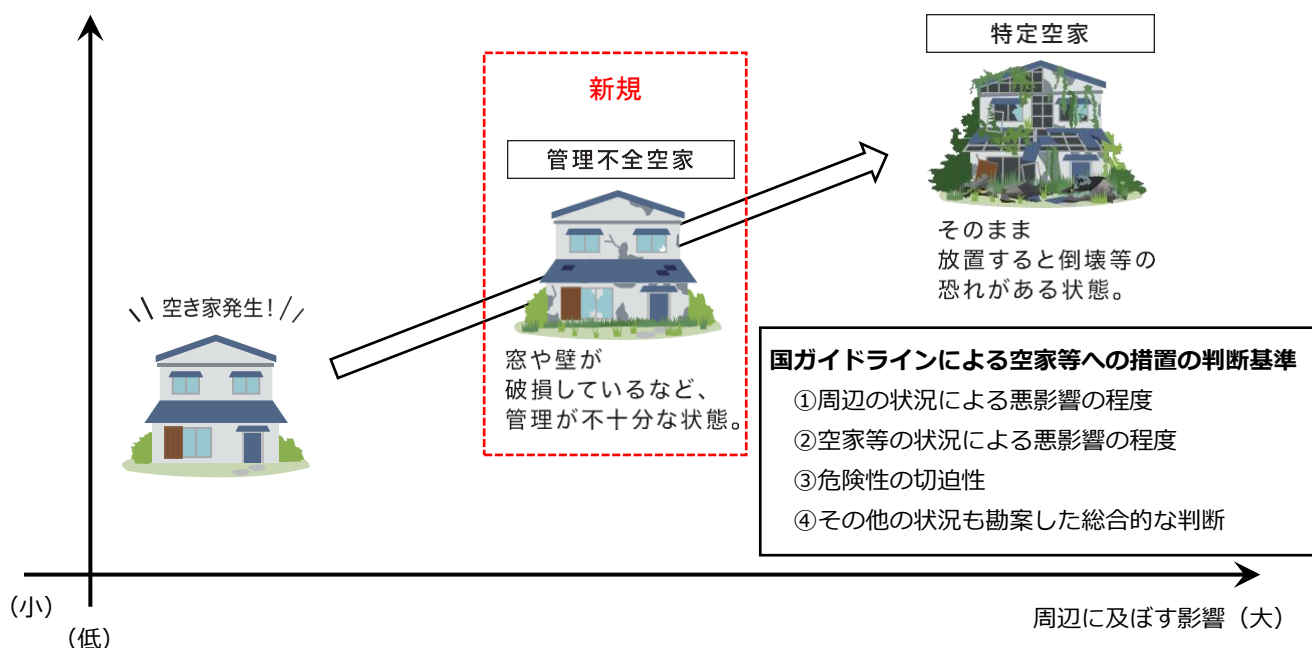 特定空家
新規
管理不全空家
そのまま
放置すると倒壊等の
恐れがある状態。
\\ 空き家発生！//
窓や壁が
破損しているなど、
管理が不十分な状態。
国ガイドラインによる空家等への措置の判断基準
①周辺の状況による悪影響の程度
②空家等の状況による悪影響の程度
③危険性の切迫性
④その他の状況も勘案した総合的な判断
（小）
周辺に及ぼす影響（大）
（低）